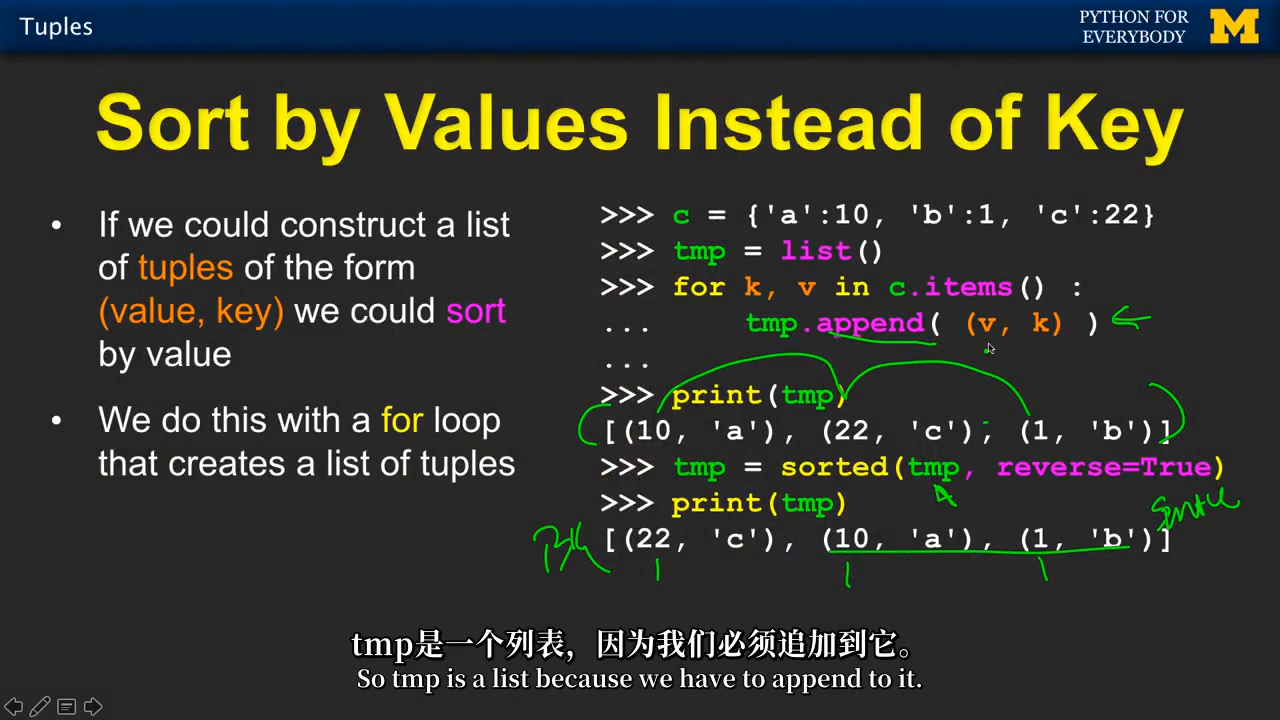 Tuples
PYTHON FOR
EVERYBODY
M
Sort by Values Instead of Key
• If we could construct a list
of tuples of the form
(value, key) we could sort
by value
• We do this with a for loop
that creates a list of tuples
>>> c = {'a':10, 'b':1, 'c':22}
>>> tmp = list()
>>> for k, v in c.items() :
...     tmp.append( (v, k) )
...
>>> print(tmp)
[(10, 'a'), (22, 'c'), (1, 'b')]
>>> tmp = sorted(tmp, reverse=True)
>>> print(tmp)
[(22, 'c'), (10, 'a'), (1, 'b')]
tmp是一个列表，因为我们必须追加到它。
So tmp is a list because we have to append to it.